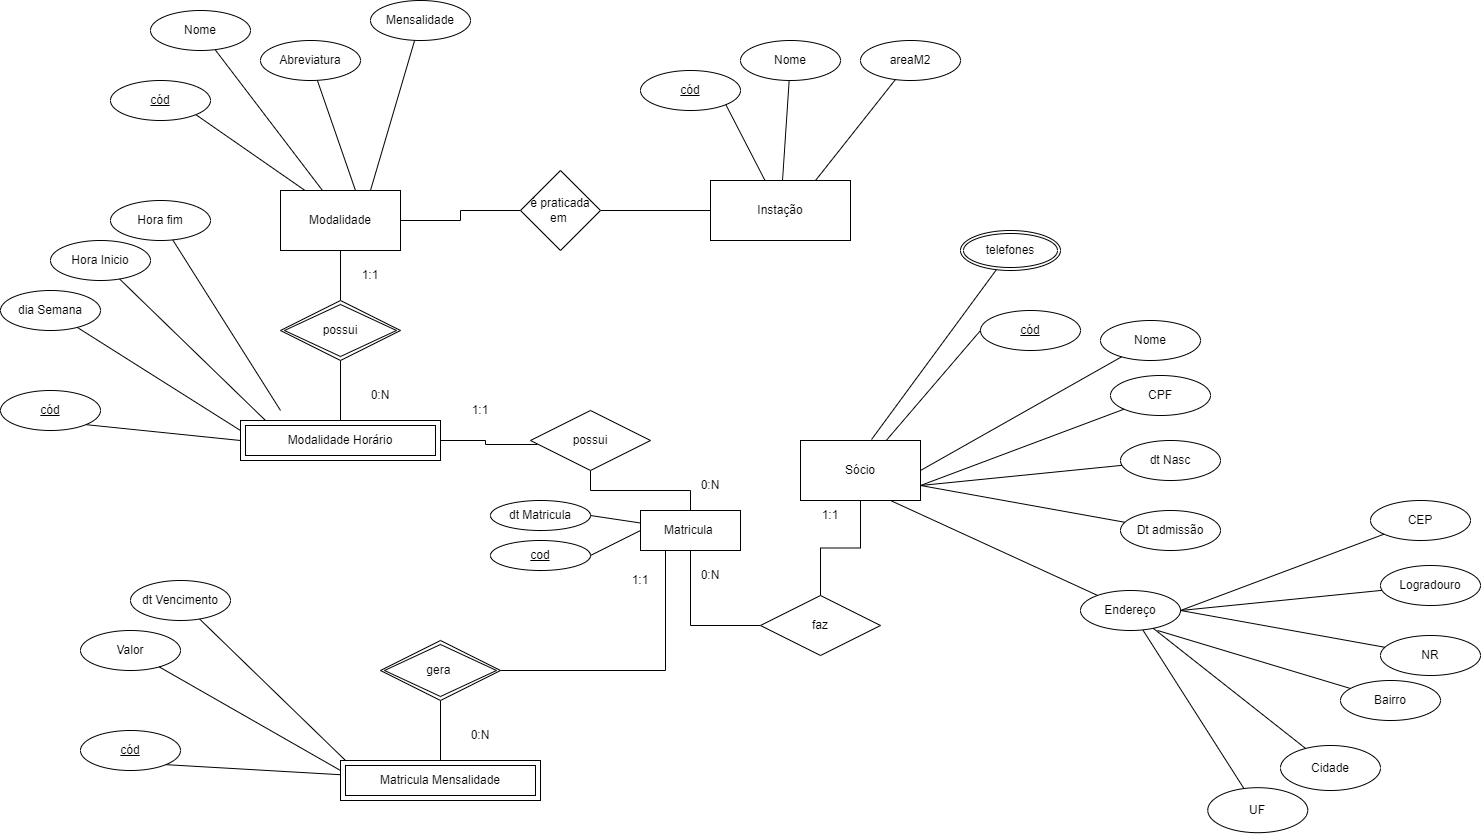 Mensalidade
Nome
Abreviatura
Nome
areaM2
cód
cód
Modalidade
é praticada
em
Instação
Hora fim
Hora Inicio
1:1
dia Semana
possui
telefones
cód
Nome
0:N
CPF
cód
1:1
Modalidade Horário
possui
Sócio
dt Nasc
0:N
dt Matricula
1:1
Matricula
Dt admissão
CEP
cod
1:1
0:N
Logradouro
dt Vencimento
Endereço
faz
Valor
gera
NR
Bairro
0:N
cód
Matricula Mensalidade
Cidade
UF